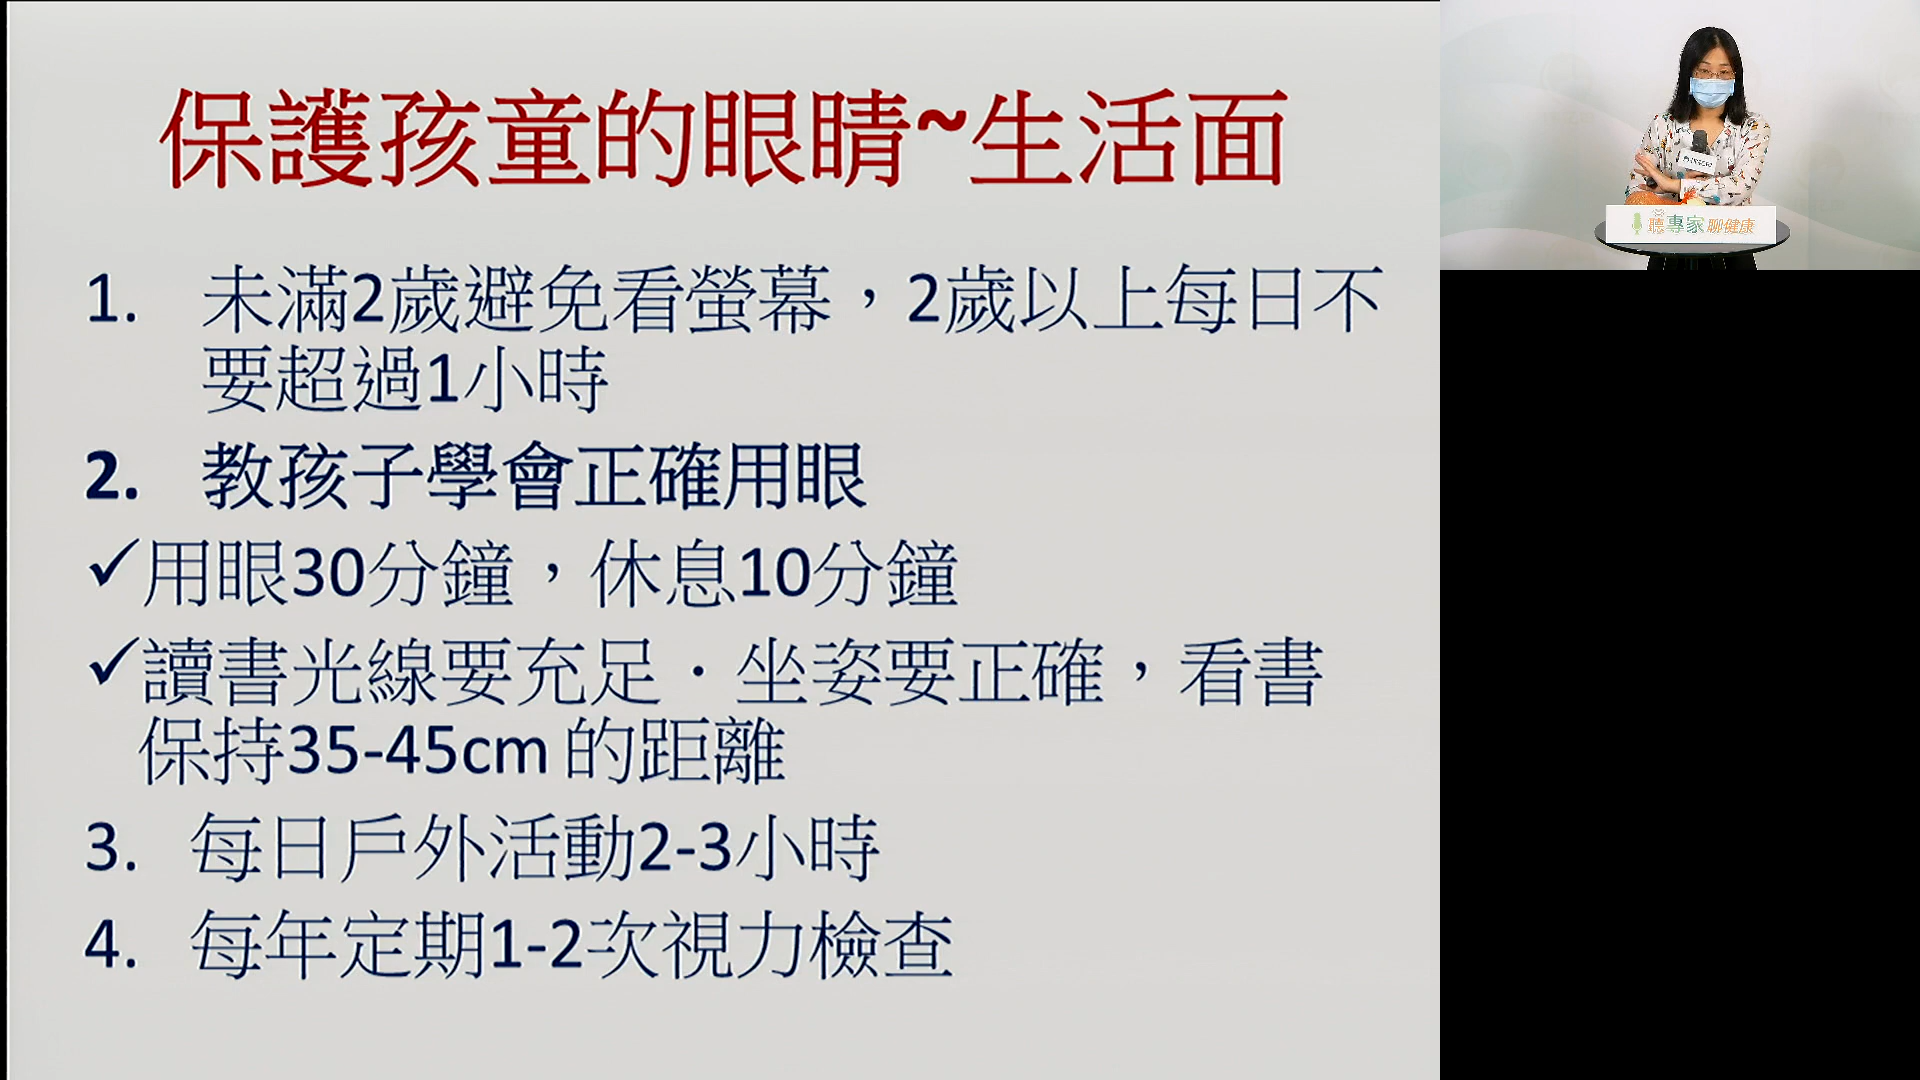 保護孩童的眼睛~生活面
1. 未滿2歲避免看螢幕，2歲以上每日不
要超過1小時
2. 教孩子學會正確用眼
✓用眼30分鐘，休息10分鐘
✓讀書光線要充足．坐姿要正確，看書
保持35-45cm 的距離
3. 每日戶外活動2-3小時
4. 每年定期1-2次視力檢查
聽專家聊健康